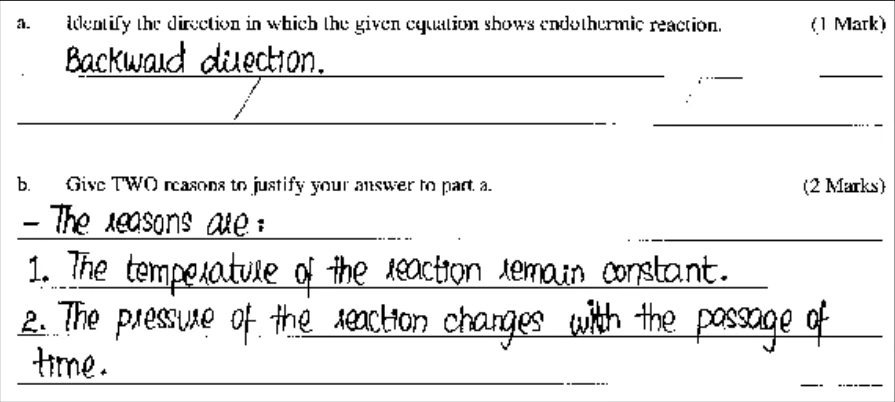 a. Identify the direction in which the given equation shows endothermic reaction. (1 Mark)
Backward direction.
b. Give TWO reasons to justify your answer to part a. (2 Marks)
- The reasons are:
1. The temperature of the reaction remain constant.
2. The pressure of the reaction changes with the passage of
time.